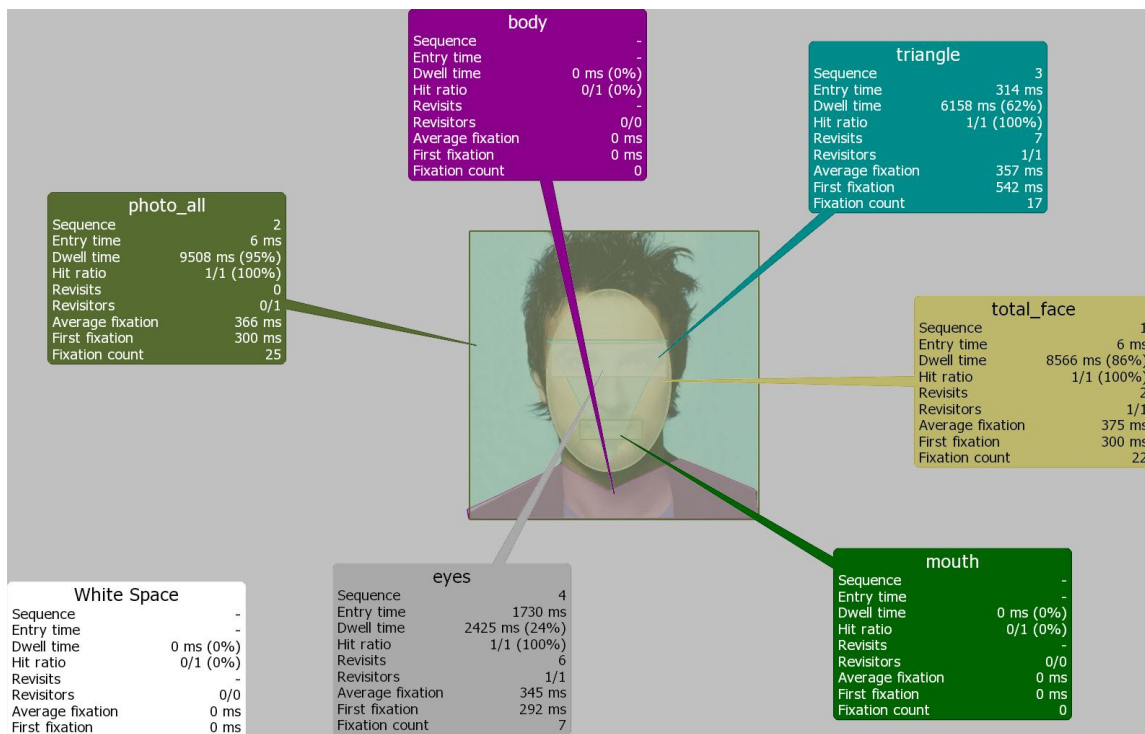 body
Sequence -
Entry time -
Dwell time 0 ms (0%)
Hit ratio 0/1 (0%)
Revisits -
Revisitors 0/0
Average fixation 0 ms
First fixation 0 ms
Fixation count 0
triangle
Sequence 3
Entry time 314 ms
Dwell time 6158 ms (62%)
Hit ratio 1/1 (100%)
Revisits 7
Revisitors 1/1
Average fixation 357 ms
First fixation 542 ms
Fixation count 17
photo_all
Sequence 2
Entry time 6 ms
Dwell time 9508 ms (95%)
Hit ratio 1/1 (100%)
Revisits 0
Revisitors 0/1
Average fixation 366 ms
First fixation 300 ms
Fixation count 25
total_face
Sequence 1
Entry time 6 ms
Dwell time 8566 ms (86%)
Hit ratio 1/1 (100%)
Revisits 2
Revisitors 1/1
Average fixation 375 ms
First fixation 300 ms
Fixation count 22
White Space
Sequence -
Entry time -
Dwell time 0 ms (0%)
Hit ratio 0/1 (0%)
Revisits -
Revisitors 0/0
Average fixation 0 ms
First fixation 0 ms
eyes
Sequence 4
Entry time 1730 ms
Dwell time 2425 ms (24%)
Hit ratio 1/1 (100%)
Revisits 6
Revisitors 1/1
Average fixation 345 ms
First fixation 292 ms
Fixation count 7
mouth
Sequence -
Entry time -
Dwell time 0 ms (0%)
Hit ratio 0/1 (0%)
Revisits -
Revisitors 0/0
Average fixation 0 ms
First fixation 0 ms
Fixation count 0